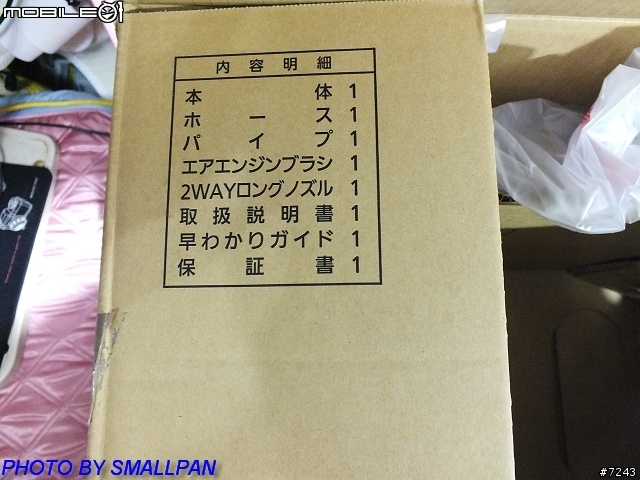 MOBILE01
内容明細
本体 1
ホース 1
パイプ 1
エアエンジンブラシ 1
2WAYロングノズル 1
取扱説明書 1
早わかりガイド 1
保証書 1
PHOTO BY SMALLPAN
#7243